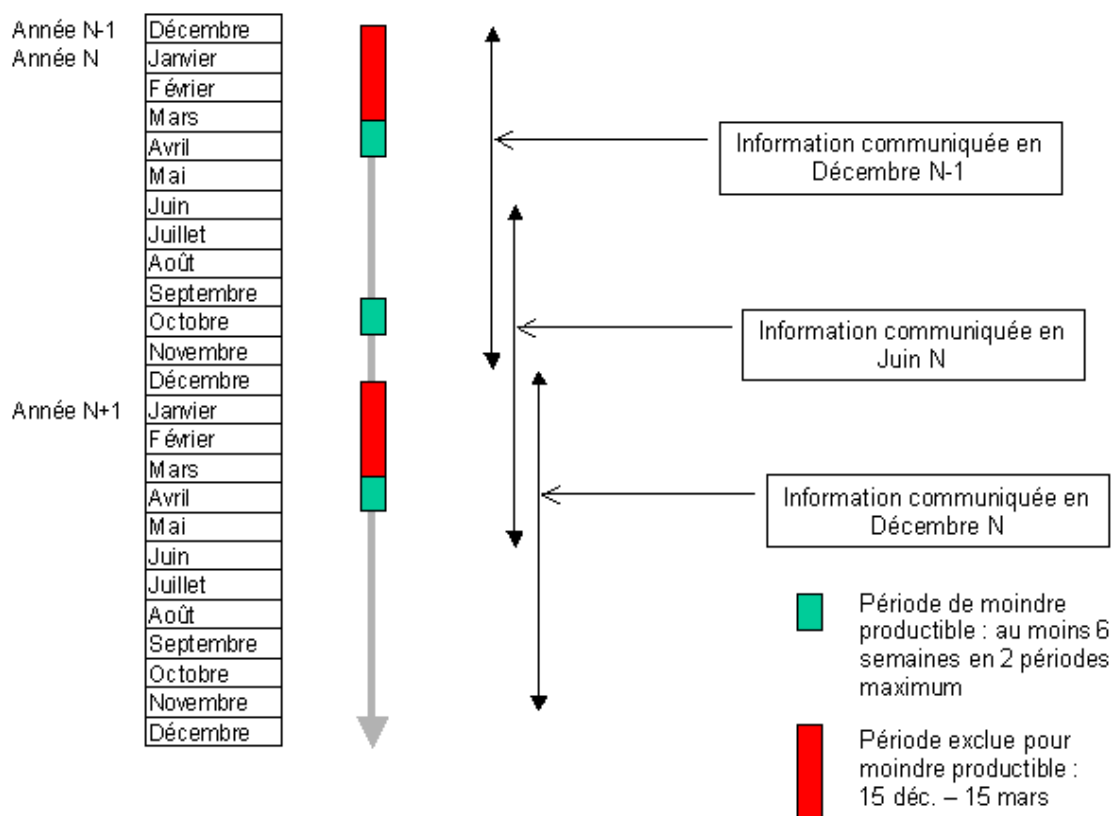 Année N-1 Décembre
Année N Janvier
Février
Mars
Avril
Mai
Juin
Juillet
Août
Septembre
Octobre
Novembre
Décembre
Année N+1 Janvier
Février
Mars
Avril
Mai
Juin
Juillet
Août
Septembre
Octobre
Novembre
Décembre
Information communiquée en
Décembre N-1
Information communiquée en
Juin N
Information communiquée en
Décembre N
Période de moindre
productible : au moins 6
semaines en 2 périodes
maximum
Période exclue pour
moindre productible :
15 déc. – 15 mars